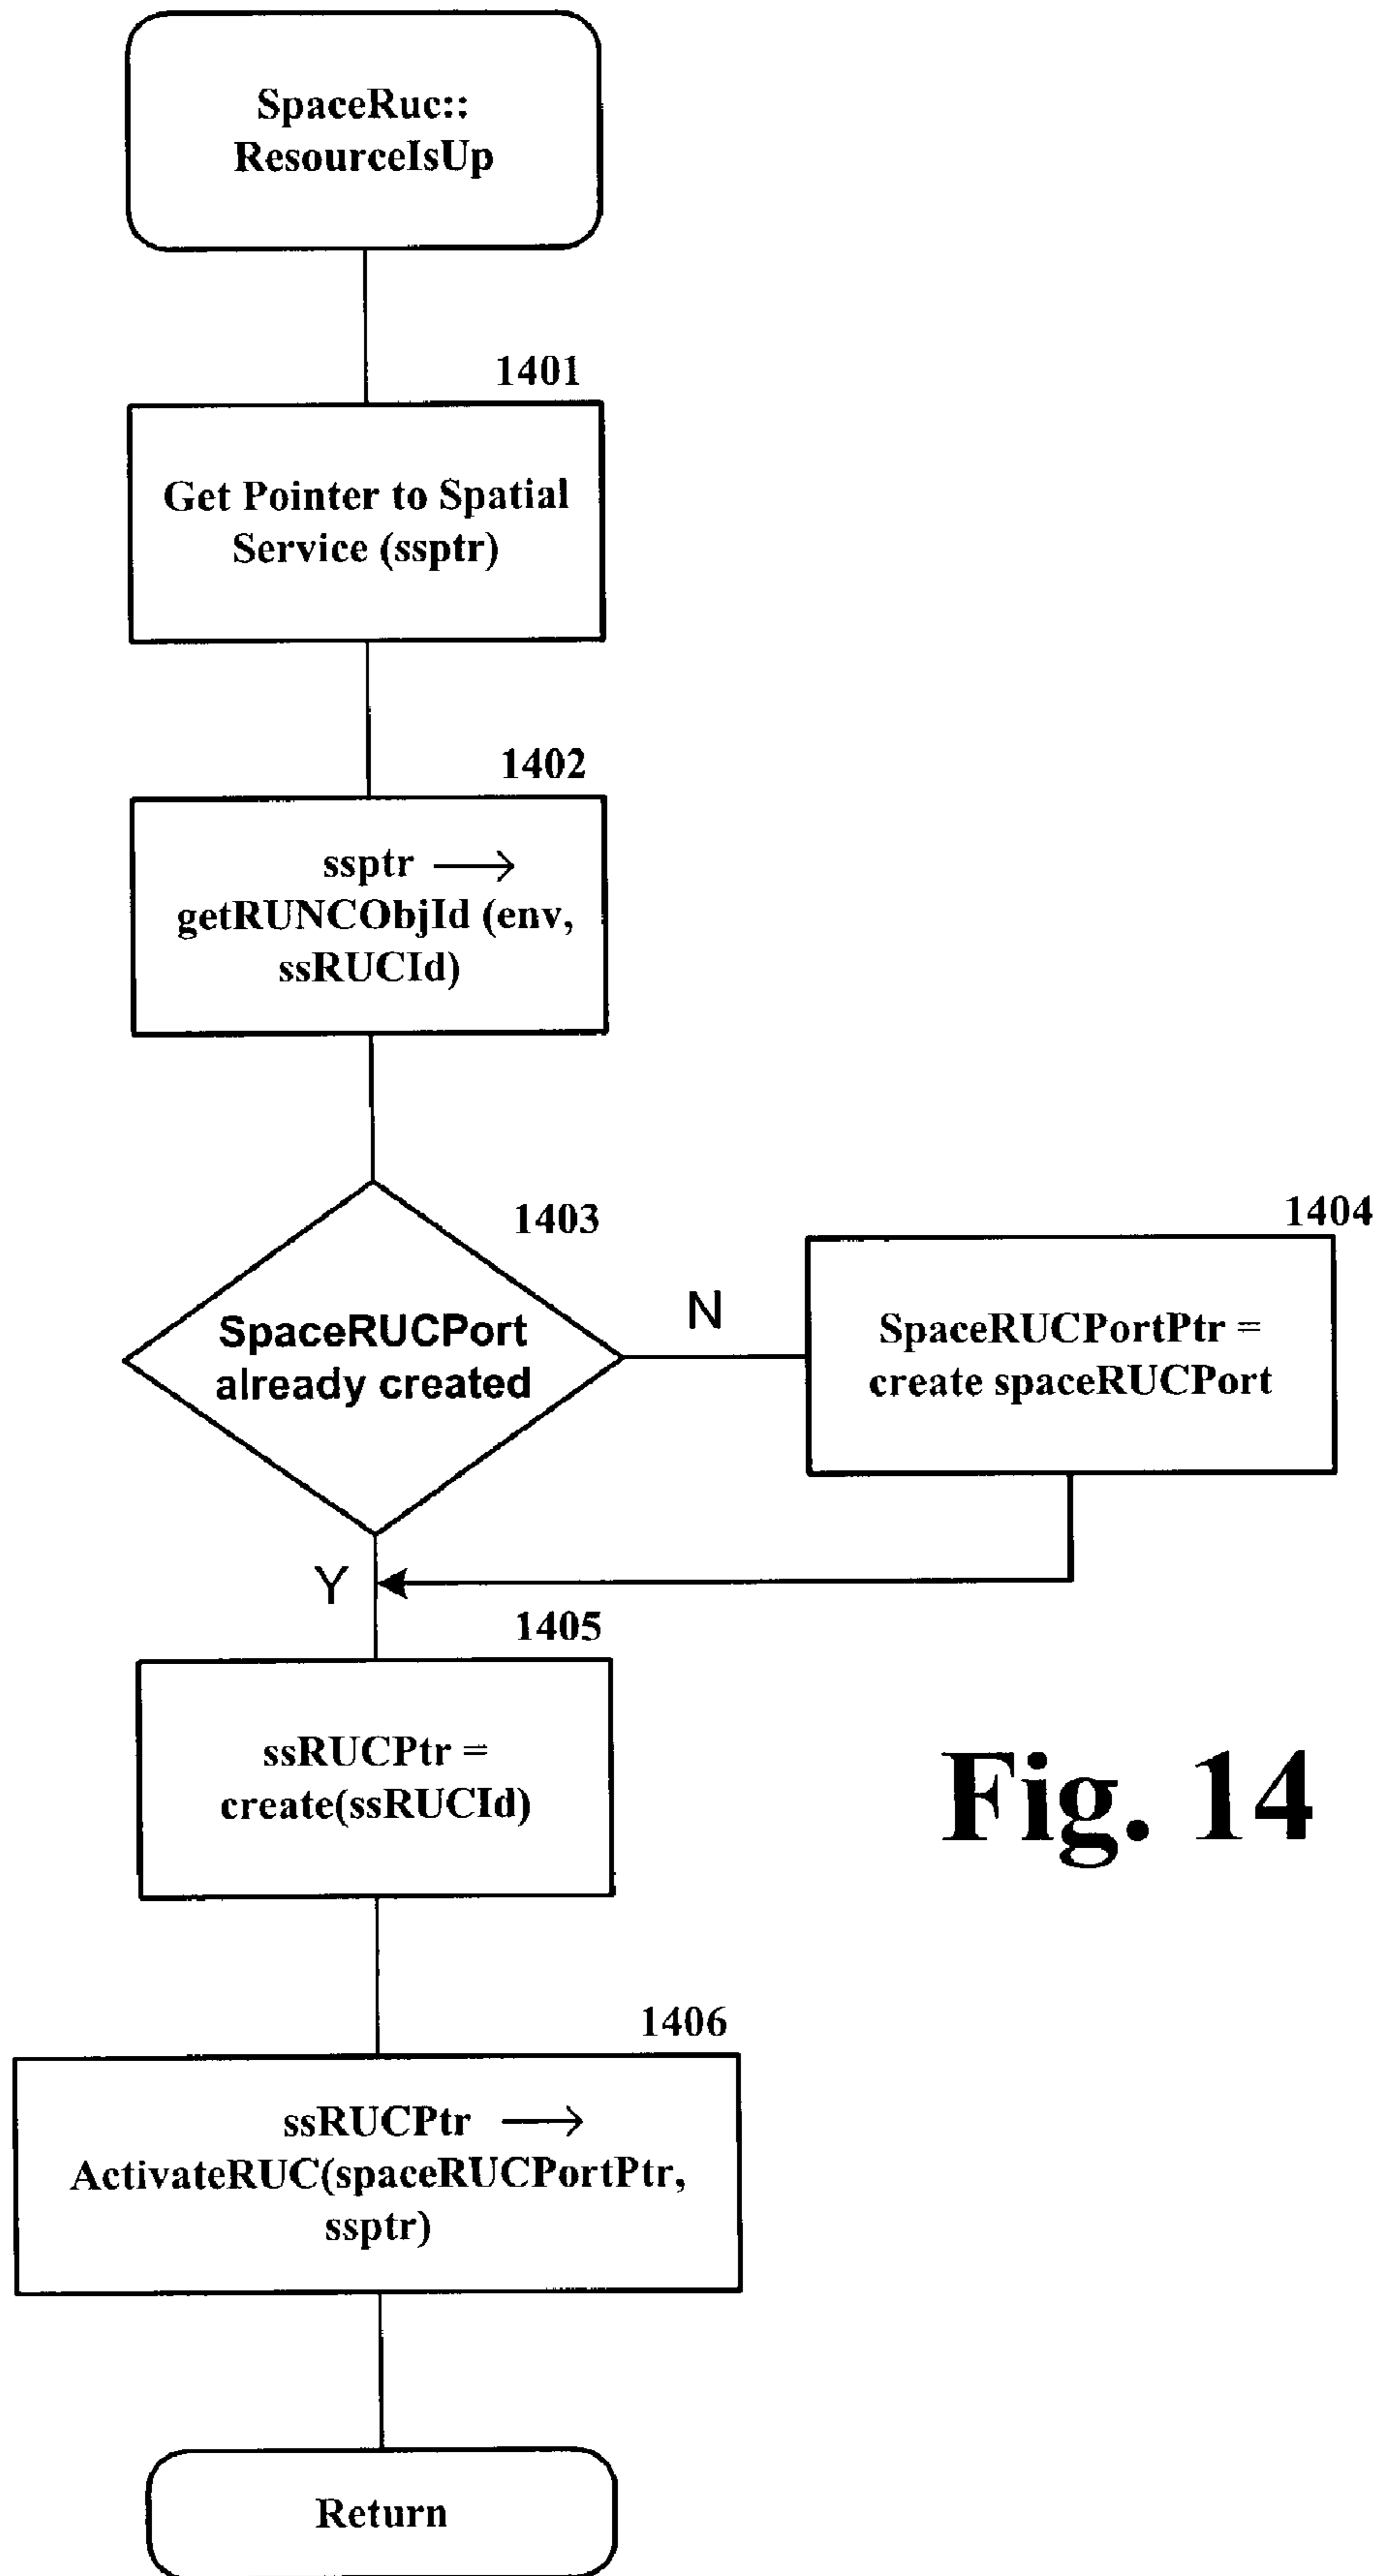 SpaceRuc::
ResourceIsUp
1401
Get Pointer to Spatial
Service (ssptr)
1402
ssptr →
getRUNCObjId (env,
ssRUCId)
1403
SpaceRUCPort
already created
N
1404
SpaceRUCPortPtr =
create spaceRUCPort
Y
1405
ssRUCPtr =
create(ssRUCId)
Fig. 14
1406
ssRUCPtr →
ActivateRUC(spaceRUCPortPtr,
ssptr)
Return